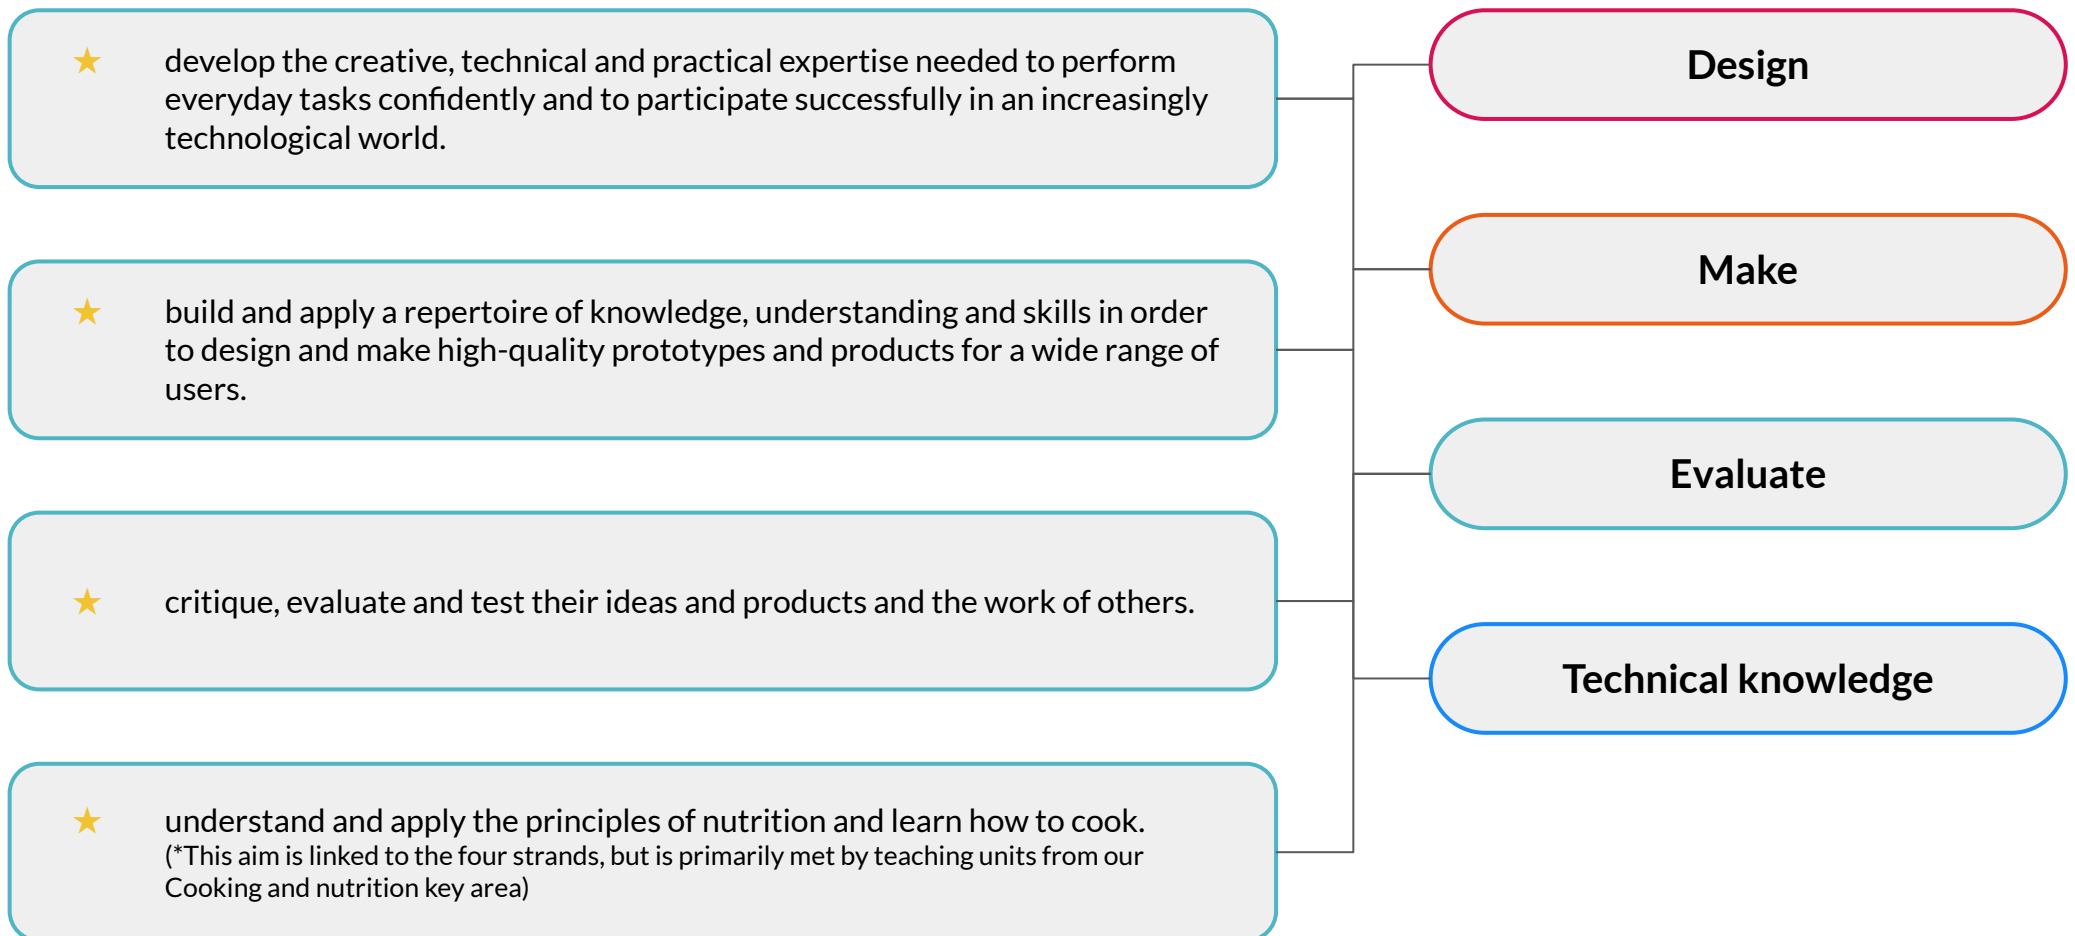 develop the creative, technical and practical expertise needed to perform
everyday tasks confidently and to participate successfully in an increasingly
technological world.
build and apply a repertoire of knowledge, understanding and skills in order
to design and make high-quality prototypes and products for a wide range of
users.
critique, evaluate and test their ideas and products and the work of others.
understand and apply the principles of nutrition and learn how to cook.
(*This aim is linked to the four strands, but is primarily met by teaching units from our
Cooking and nutrition key area)
Design
Make
Evaluate
Technical knowledge